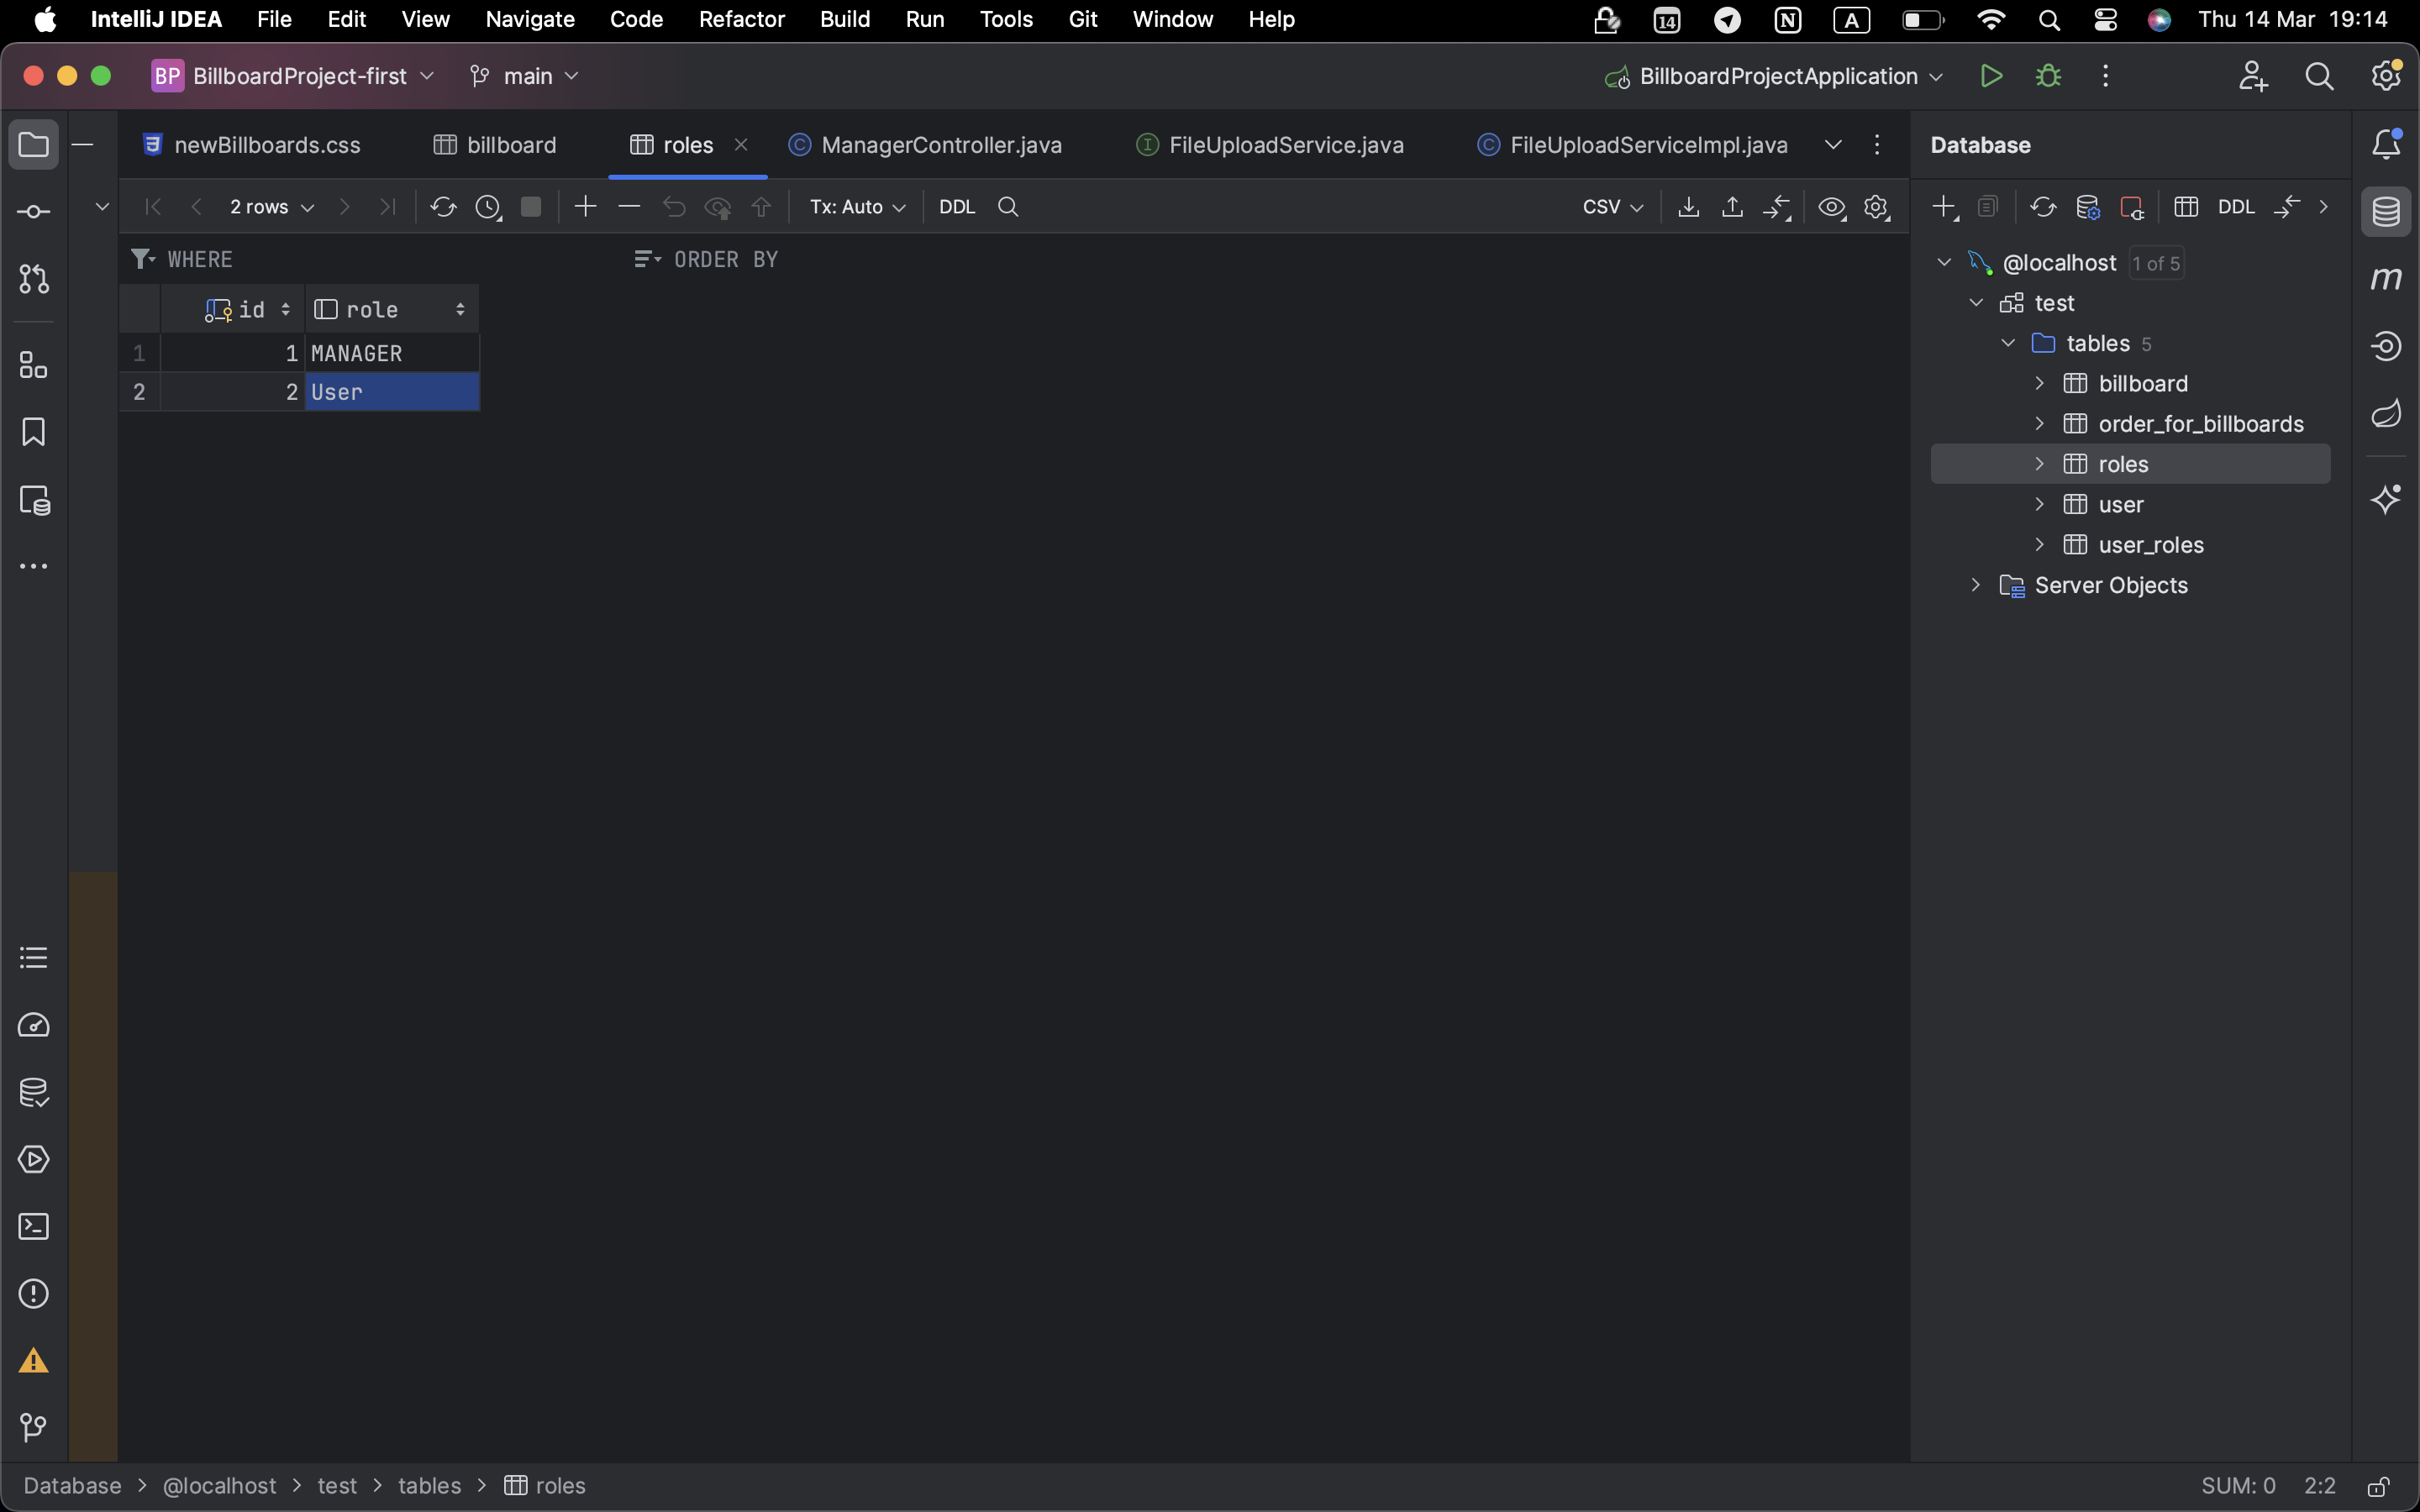 IntelliJ IDEA File Edit View Navigate Code Refactor Build Run Tools Git Window Help 14 N A Thu 14 Mar 19:14
BP BillboardProject-first main BillboardProjectApplication
newBillboards.css billboard roles ManagerController.java FileUploadService.java FileUploadServiceImpl.java Database
2 rows Tx: Auto DDL CSV DDL
WHERE ORDER BY
id role
1 1 MANAGER
2 2 User
@localhost 1 of 5
test
tables 5
billboard
order_for_billboards
roles
user
user_roles
Server Objects
Database > @localhost > test > tables > roles SUM: 0 2:2